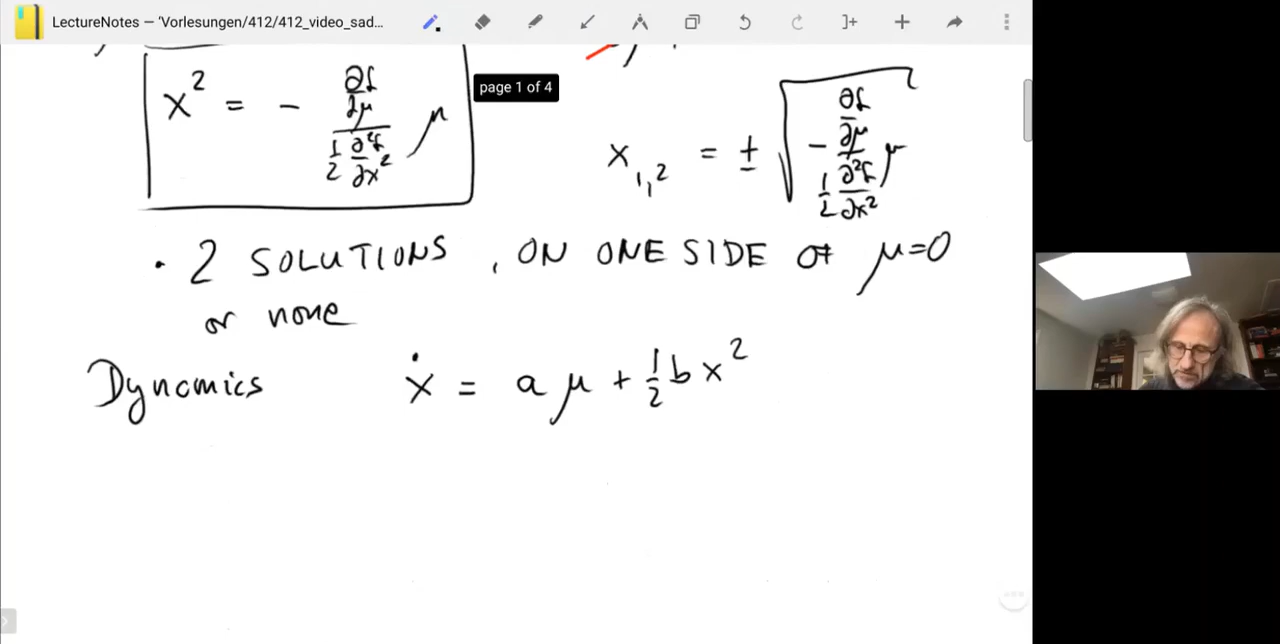 LectureNotes — 'Vorlesungen/412/412_video_sad...
page 1 of 4
x² = - (∂f/∂μ)/(1/2 ∂²f/∂x²) μ
x₁,₂ = ± √(- (∂f/∂μ)/(1/2 ∂²f/∂x²) μ)
· 2 SOLUTIONS, ON ONE SIDE OF μ=0
or none
Dynamics ẋ = a μ + 1/2 b x²